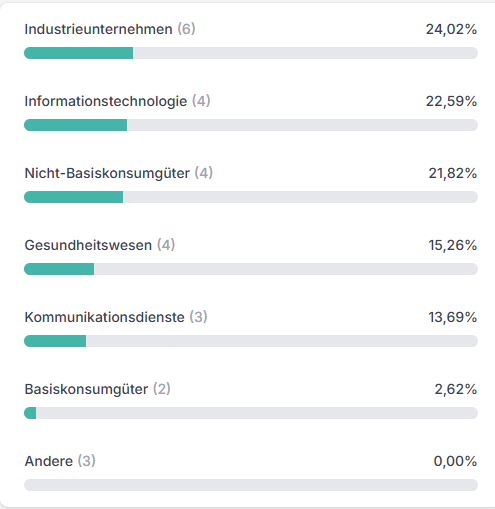 Industrieunternehmen (6) 24,02%
Informationstechnologie (4) 22,59%
Nicht-Basiskonsumgüter (4) 21,82%
Gesundheitswesen (4) 15,26%
Kommunikationsdienste (3) 13,69%
Basiskonsumgüter (2) 2,62%
Andere (3) 0,00%